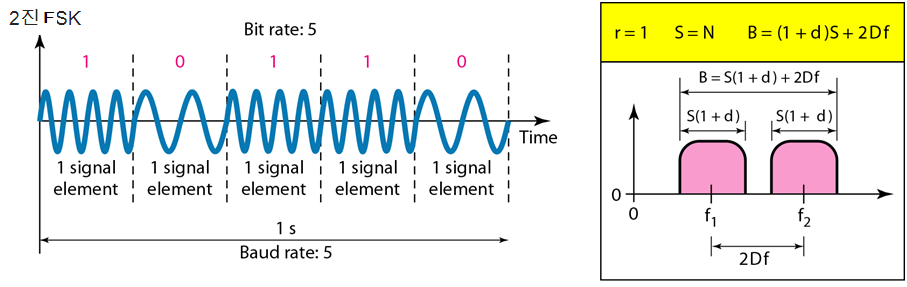 2진 FSK
Bit rate: 5
1 0 1 1 0
Time
1 signal element
1 signal element
1 signal element
1 signal element
1 signal element
1 s
Baud rate: 5
r = 1 S = N B = (1 + d)S + 2Df
B = S(1 + d) + 2Df
S(1 + d) S(1 + d)
0
0 f₁ f₂
2Df